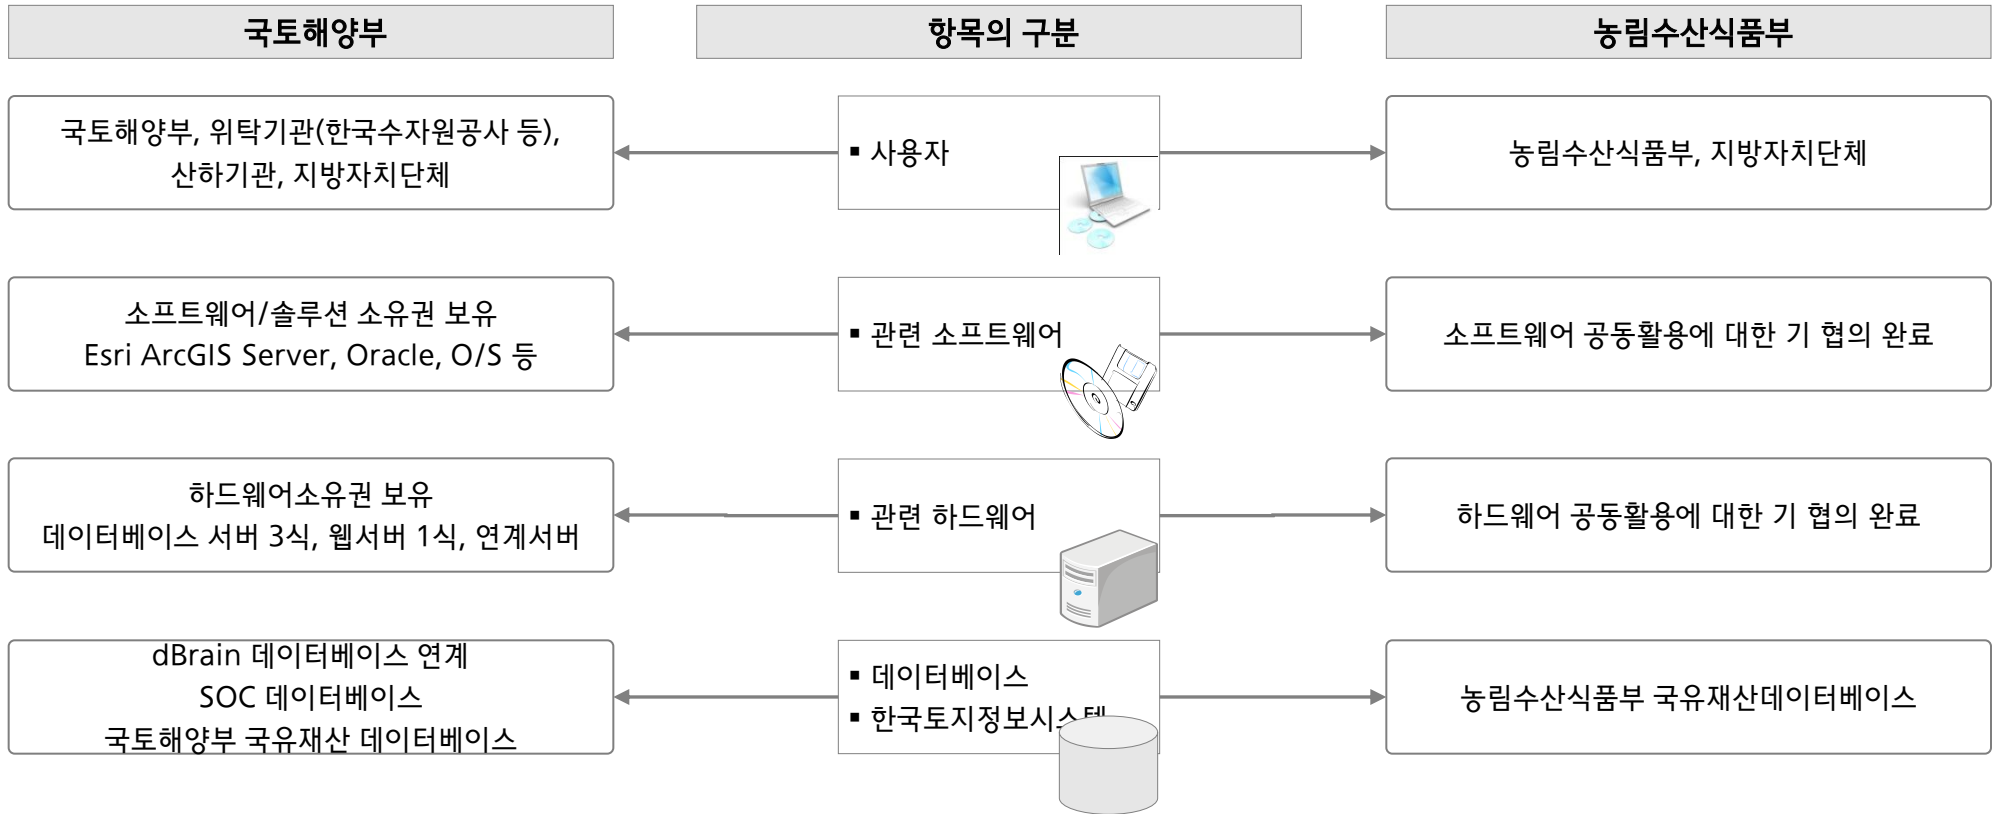 국토해양부
항목의 구분
농림수산식품부
국토해양부, 위탁기관(한국수자원공사 등),
산하기관, 지방자치단체
▪ 사용자
농림수산식품부, 지방자치단체
소프트웨어/솔루션 소유권 보유
Esri ArcGIS Server, Oracle, O/S 등
▪ 관련 소프트웨어
소프트웨어 공동활용에 대한 기 협의 완료
하드웨어소유권 보유
데이터베이스 서버 3식, 웹서버 1식, 연계서버
▪ 관련 하드웨어
하드웨어 공동활용에 대한 기 협의 완료
dBrain 데이터베이스 연계
SOC 데이터베이스
국토해양부 국유재산 데이터베이스
▪ 데이터베이스
▪ 한국토지정보시스템
농림수산식품부 국유재산데이터베이스